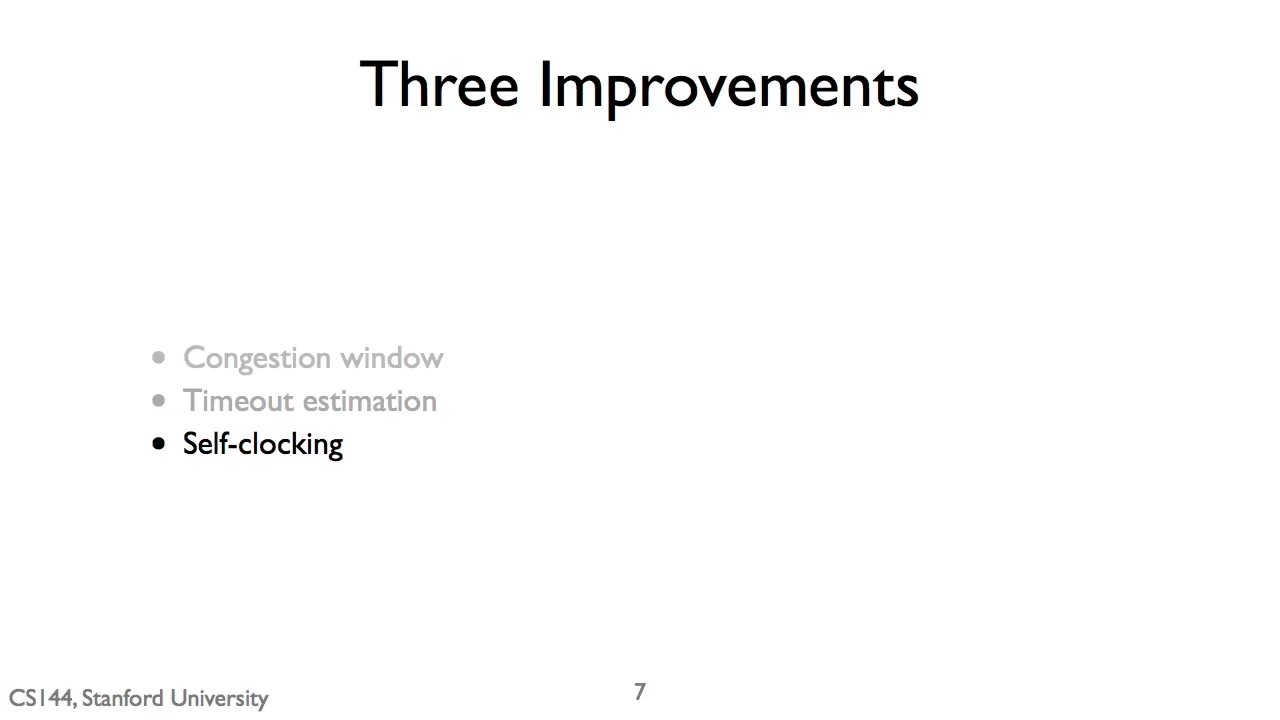 Three Improvements
• Congestion window
• Timeout estimation
• Self-clocking
CS144, Stanford University
7